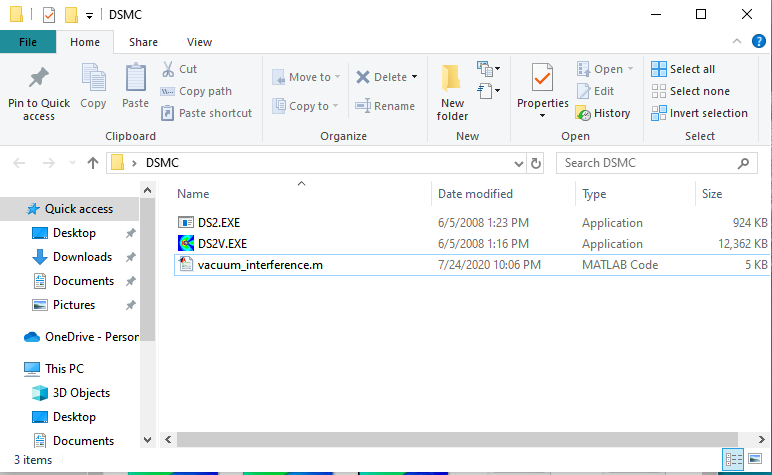 DSMC
File Home Share View
Pin to Quick access
Copy
Paste
Cut
Copy path
Paste shortcut
Clipboard
Move to
Copy to
Delete
Rename
Organize
New folder
New
Properties
Open
Edit
History
Open
Select all
Select none
Invert selection
Select
DSMC
Search DSMC
Name Date modified Type Size
DS2.EXE 6/5/2008 1:23 PM Application 924 KB
DS2V.EXE 6/5/2008 1:16 PM Application 12,362 KB
vacuum_interference.m 7/24/2020 10:06 PM MATLAB Code 5 KB
Quick access
Desktop
Downloads
Documents
Pictures
OneDrive - Person
This PC
3D Objects
Desktop
Documents
3 items